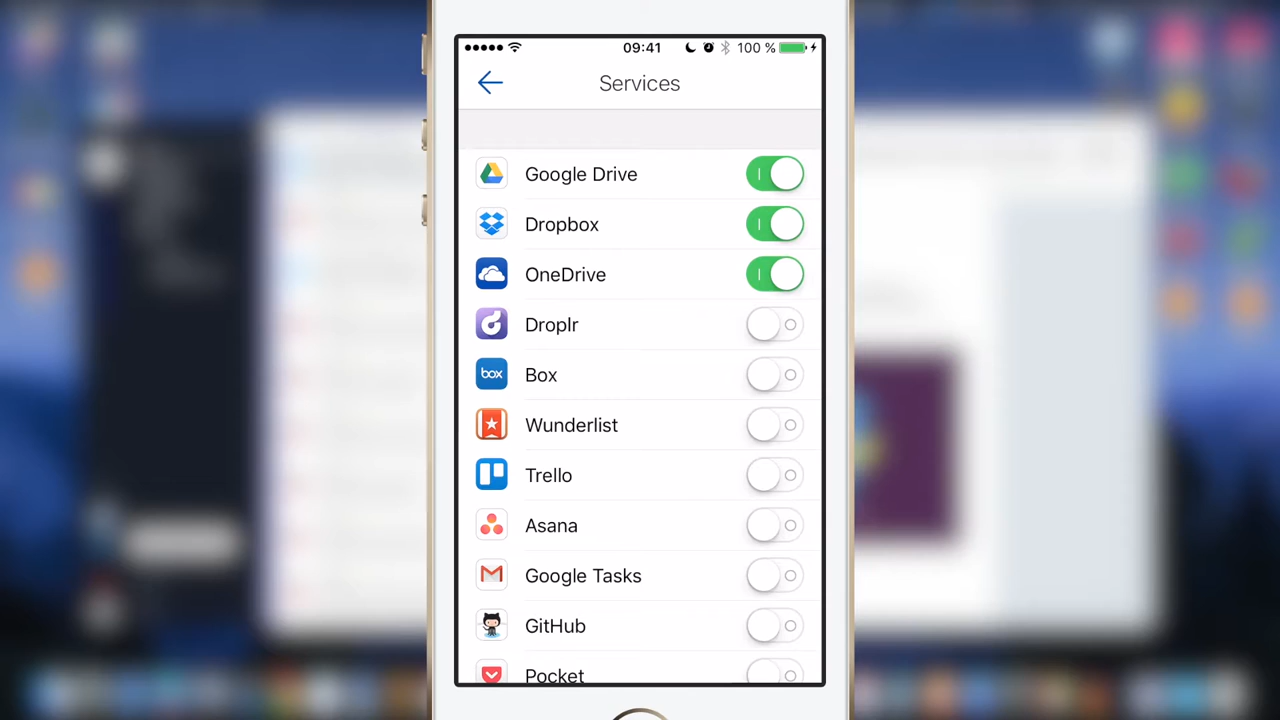 09:41 100 %
Services
Google Drive
Dropbox
OneDrive
Droplr
box Box
Wunderlist
Trello
Asana
Google Tasks
GitHub
Pocket